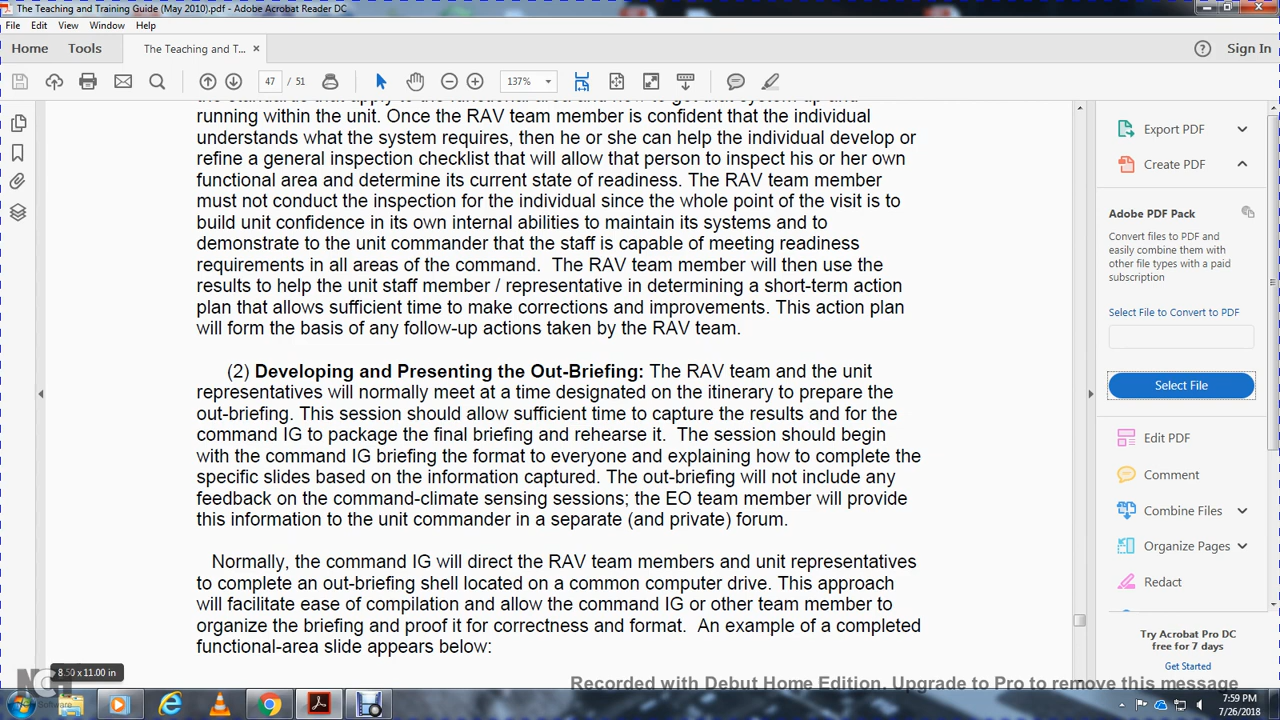 The Teaching and Training Guide (May 2010).pdf - Adobe Acrobat Reader DC
File Edit View Window Help
Home Tools The Teaching and T... × Sign In
47 / 51 137%
the standards that apply to the functional area and how to get that system up and
running within the unit. Once the RAV team member is confident that the individual
understands what the system requires, then he or she can help the individual develop or
refine a general inspection checklist that will allow that person to inspect his or her own
functional area and determine its current state of readiness. The RAV team member
must not conduct the inspection for the individual since the whole point of the visit is to
build unit confidence in its own internal abilities to maintain its systems and to
demonstrate to the unit commander that the staff is capable of meeting readiness
requirements in all areas of the command. The RAV team member will then use the
results to help the unit staff member / representative in determining a short-term action
plan that allows sufficient time to make corrections and improvements. This action plan
will form the basis of any follow-up actions taken by the RAV team.
(2) Developing and Presenting the Out-Briefing: The RAV team and the unit
representatives will normally meet at a time designated on the itinerary to prepare the
out-briefing. This session should allow sufficient time to capture the results and for the
command IG to package the final briefing and rehearse it. The session should begin
with the command IG briefing the format to everyone and explaining how to complete the
specific slides based on the information captured. The out-briefing will not include any
feedback on the command-climate sensing sessions; the EO team member will provide
this information to the unit commander in a separate (and private) forum.
Normally, the command IG will direct the RAV team members and unit representatives
to complete an out-briefing shell located on a common computer drive. This approach
will facilitate ease of compilation and allow the command IG or other team member to
organize the briefing and proof it for correctness and format. An example of a completed
functional-area slide appears below:
8.50 x 11.00 in
Export PDF
Create PDF
Adobe PDF Pack
Convert files to PDF and
easily combine them with
other file types with a paid
subscription
Select File to Convert to PDF
Select File
Edit PDF
Comment
Combine Files
Organize Pages
Redact
Try Acrobat Pro DC
free for 7 days
Get Started
NCH
Software
Recorded with Debut Home Edition. Upgrade to Pro to remove this message
7:59 PM
7/26/2018